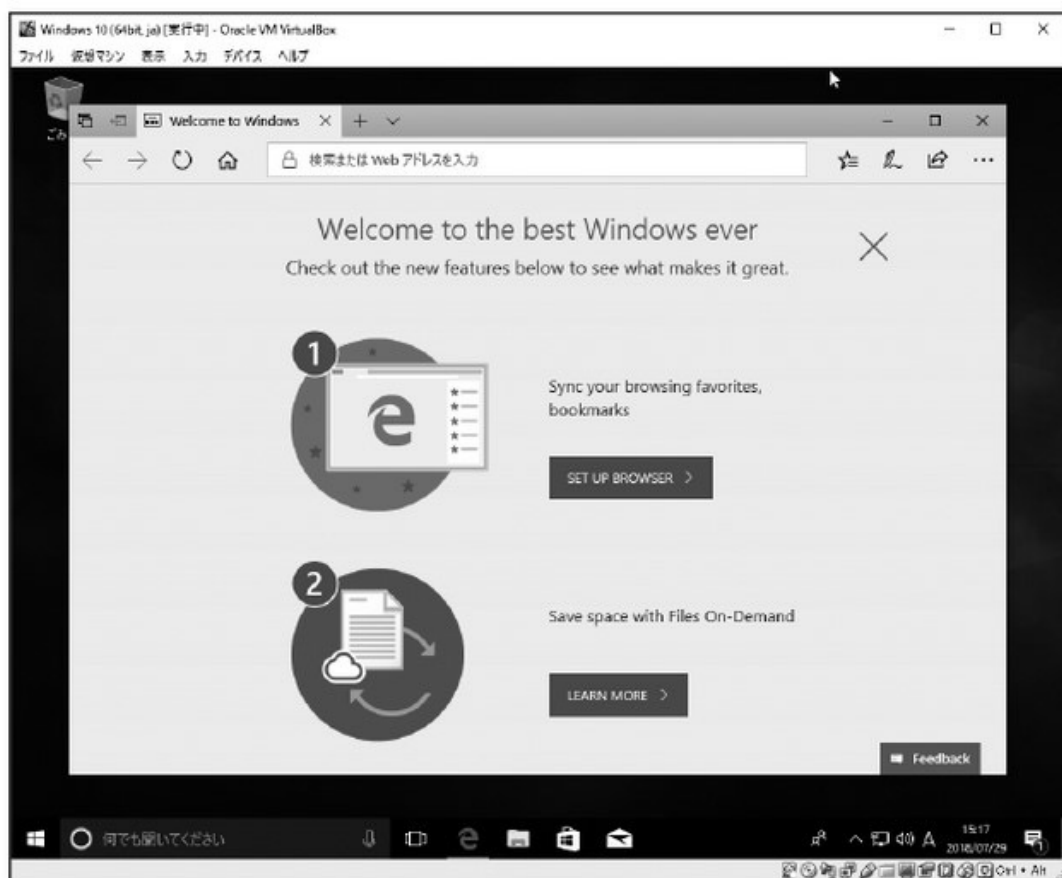 Windows 10 (64bit, ja) [実行中] - Oracle VM VirtualBox
ファイル 仮想マシン 表示 入力 デバイス ヘルプ
Welcome to Windows
検索または Web アドレスを入力
Welcome to the best Windows ever
Check out the new features below to see what makes it great.
1
Sync your browsing favorites,
bookmarks
SET UP BROWSER
2
Save space with Files On-Demand
LEARN MORE
Feedback
何でも聞いてください
A
15:17
2018/07/29
1
Ctrl + Alt